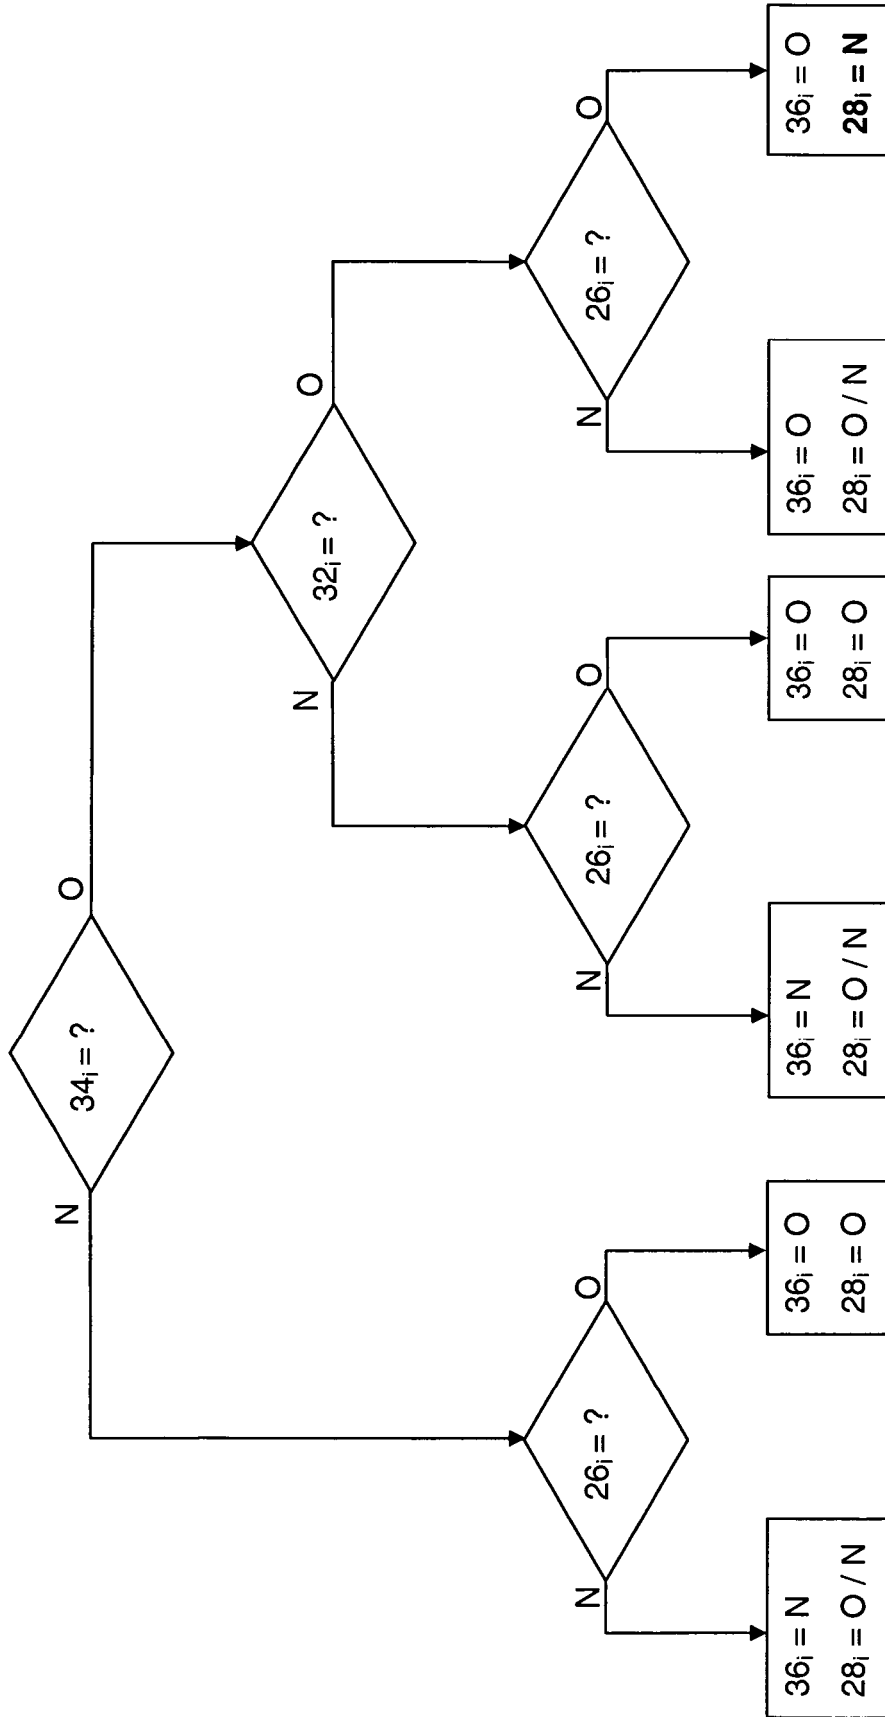 34ᵢ = ?
N
O
32ᵢ = ?
N
O
26ᵢ = ?
N
O
26ᵢ = ?
N
O
26ᵢ = ?
N
O
36ᵢ = N
28ᵢ = O / N
36ᵢ = O
28ᵢ = O
36ᵢ = N
28ᵢ = O / N
36ᵢ = O
28ᵢ = O
36ᵢ = O
28ᵢ = O / N
36ᵢ = O
28ᵢ = N